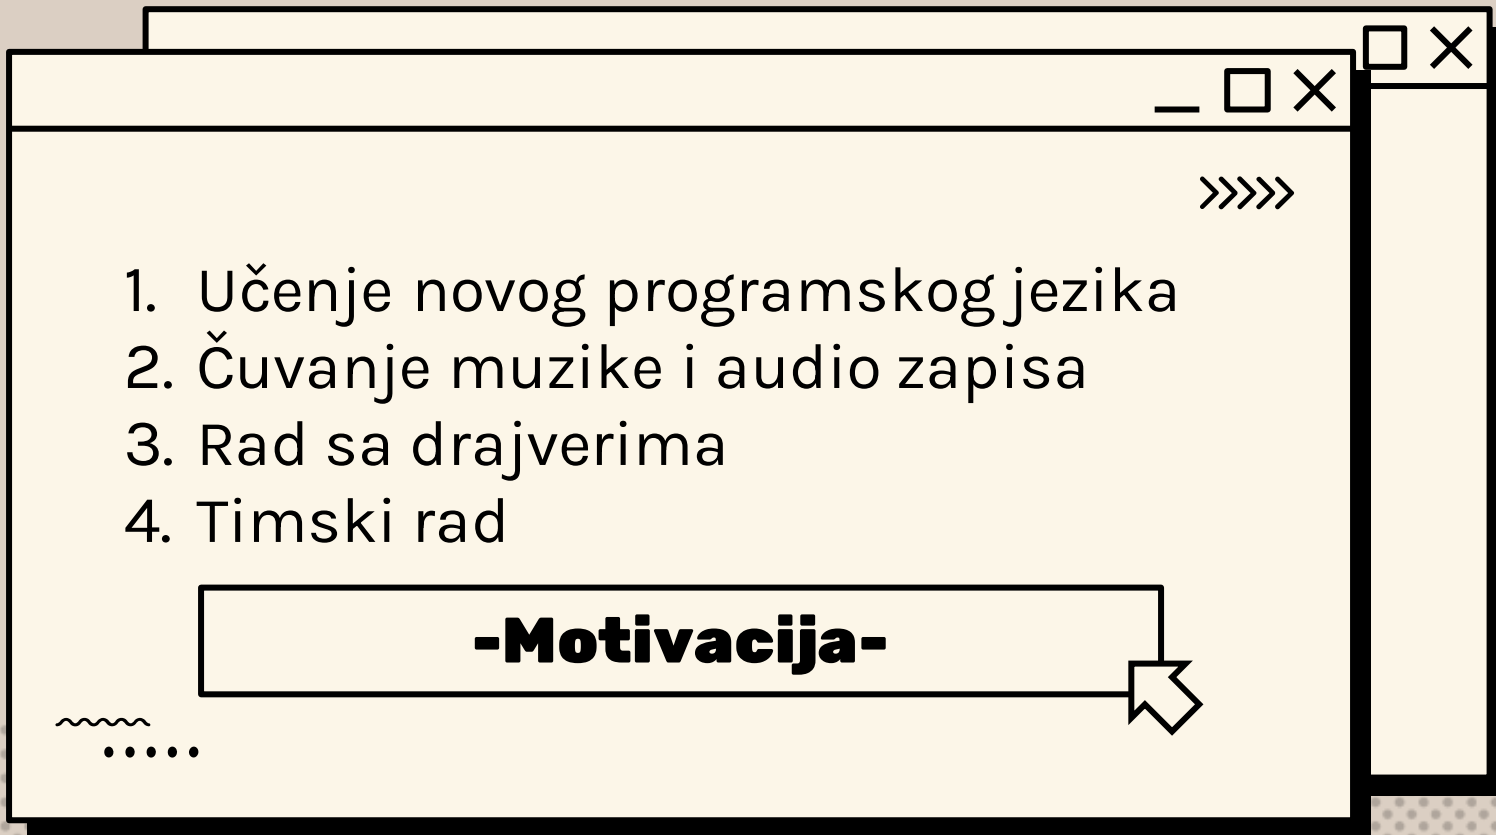 1. Učenje novog programskog jezika
2. Čuvanje muzike i audio zapisa
3. Rad sa drajverima
4. Timski rad
-Motivacija-